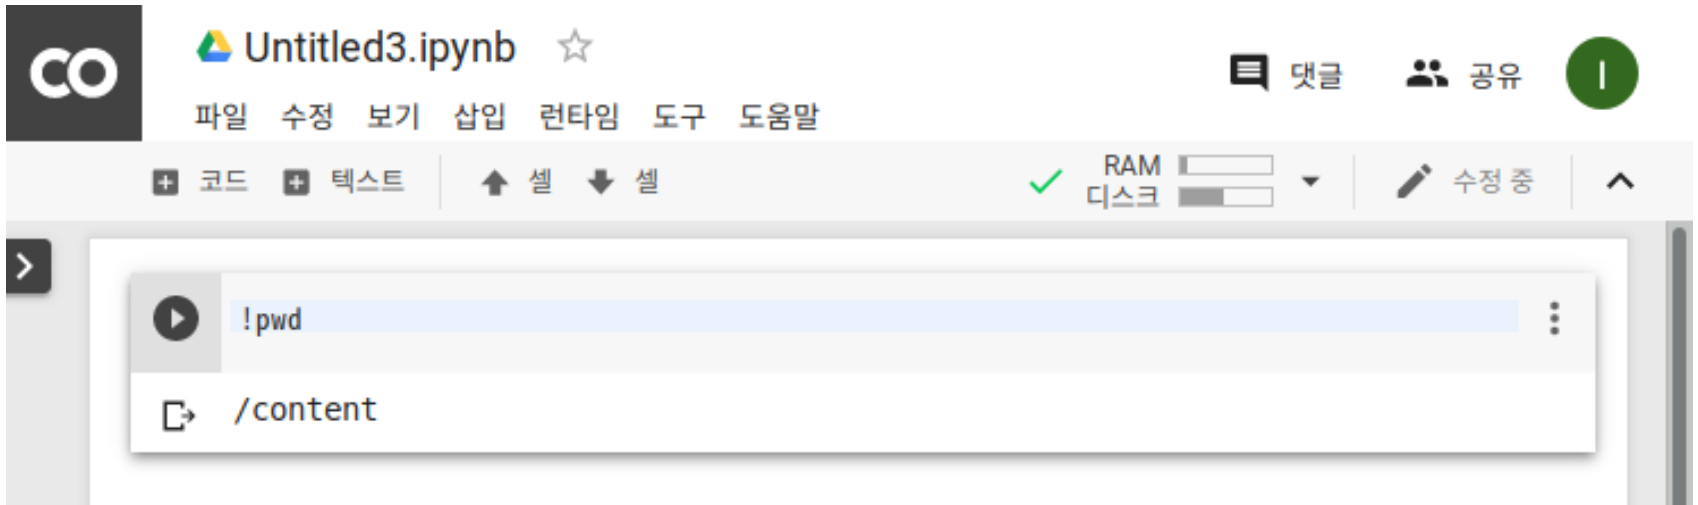 CO
Untitled3.ipynb
댓글 공유 I
파일 수정 보기 삽입 런타임 도구 도움말
코드 텍스트 셀 셀
RAM
디스크
수정 중
!pwd
/content